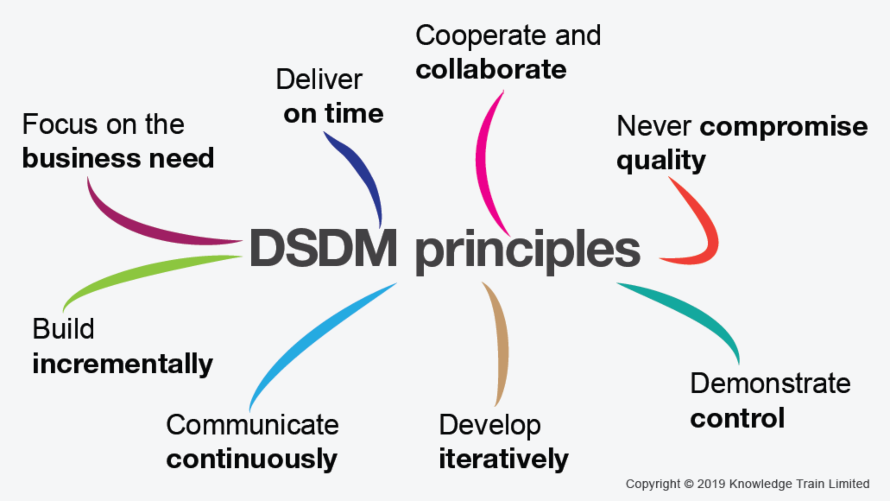 Cooperate and
collaborate
Deliver
on time
Focus on the
business need
Never compromise
quality
DSDM principles
Build
incrementally
Communicate
continuously
Develop
iteratively
Demonstrate
control
Copyright © 2019 Knowledge Train Limited